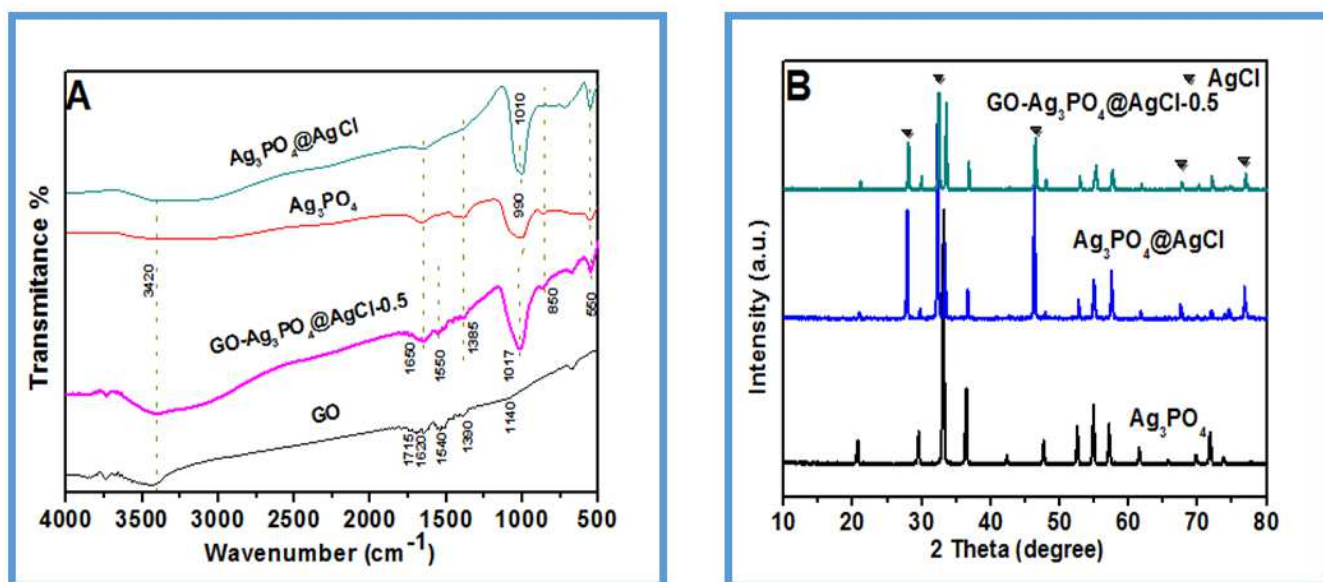 A
Ag₃PO₄@AgCl
Ag₃PO₄
GO-Ag₃PO₄@AgCl-0.5
GO
3420
1650
1550
1385
1010
990
1017
850
550
1715
1620
1540
1390
1140
Transmitance %
4000 3500 3000 2500 2000 1500 1000 500
Wavenumber (cm⁻¹)
B
AgCl
GO-Ag₃PO₄@AgCl-0.5
Ag₃PO₄@AgCl
Ag₃PO₄
Intensity (a.u.)
10 20 30 40 50 60 70 80
2 Theta (degree)